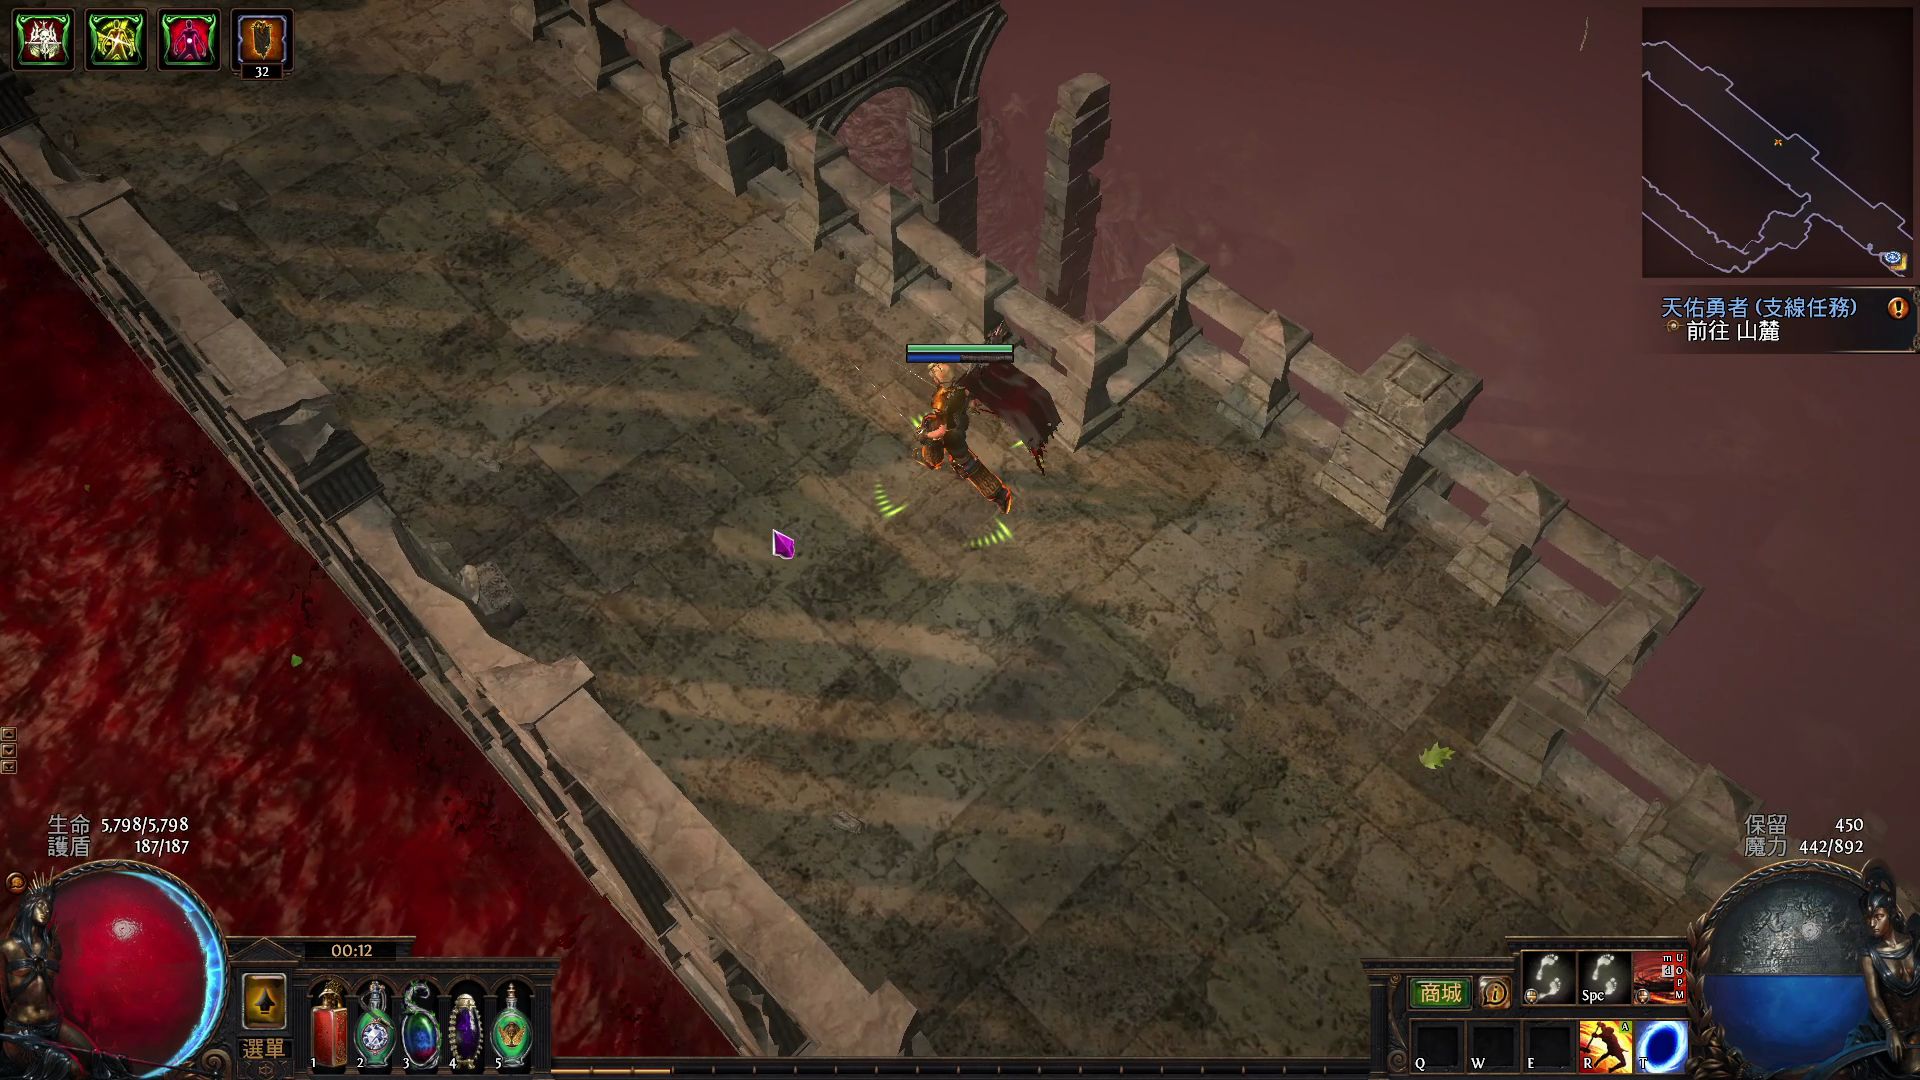 32
天佑勇者 (支線任務)
前往 山麓
生命 5,798/5,798
護盾 187/187
保留 450
魔力 442/892
00:12
選單
1 2 3 4 5
商城
Spc
m U
d O
P
M
A
Q W E R T